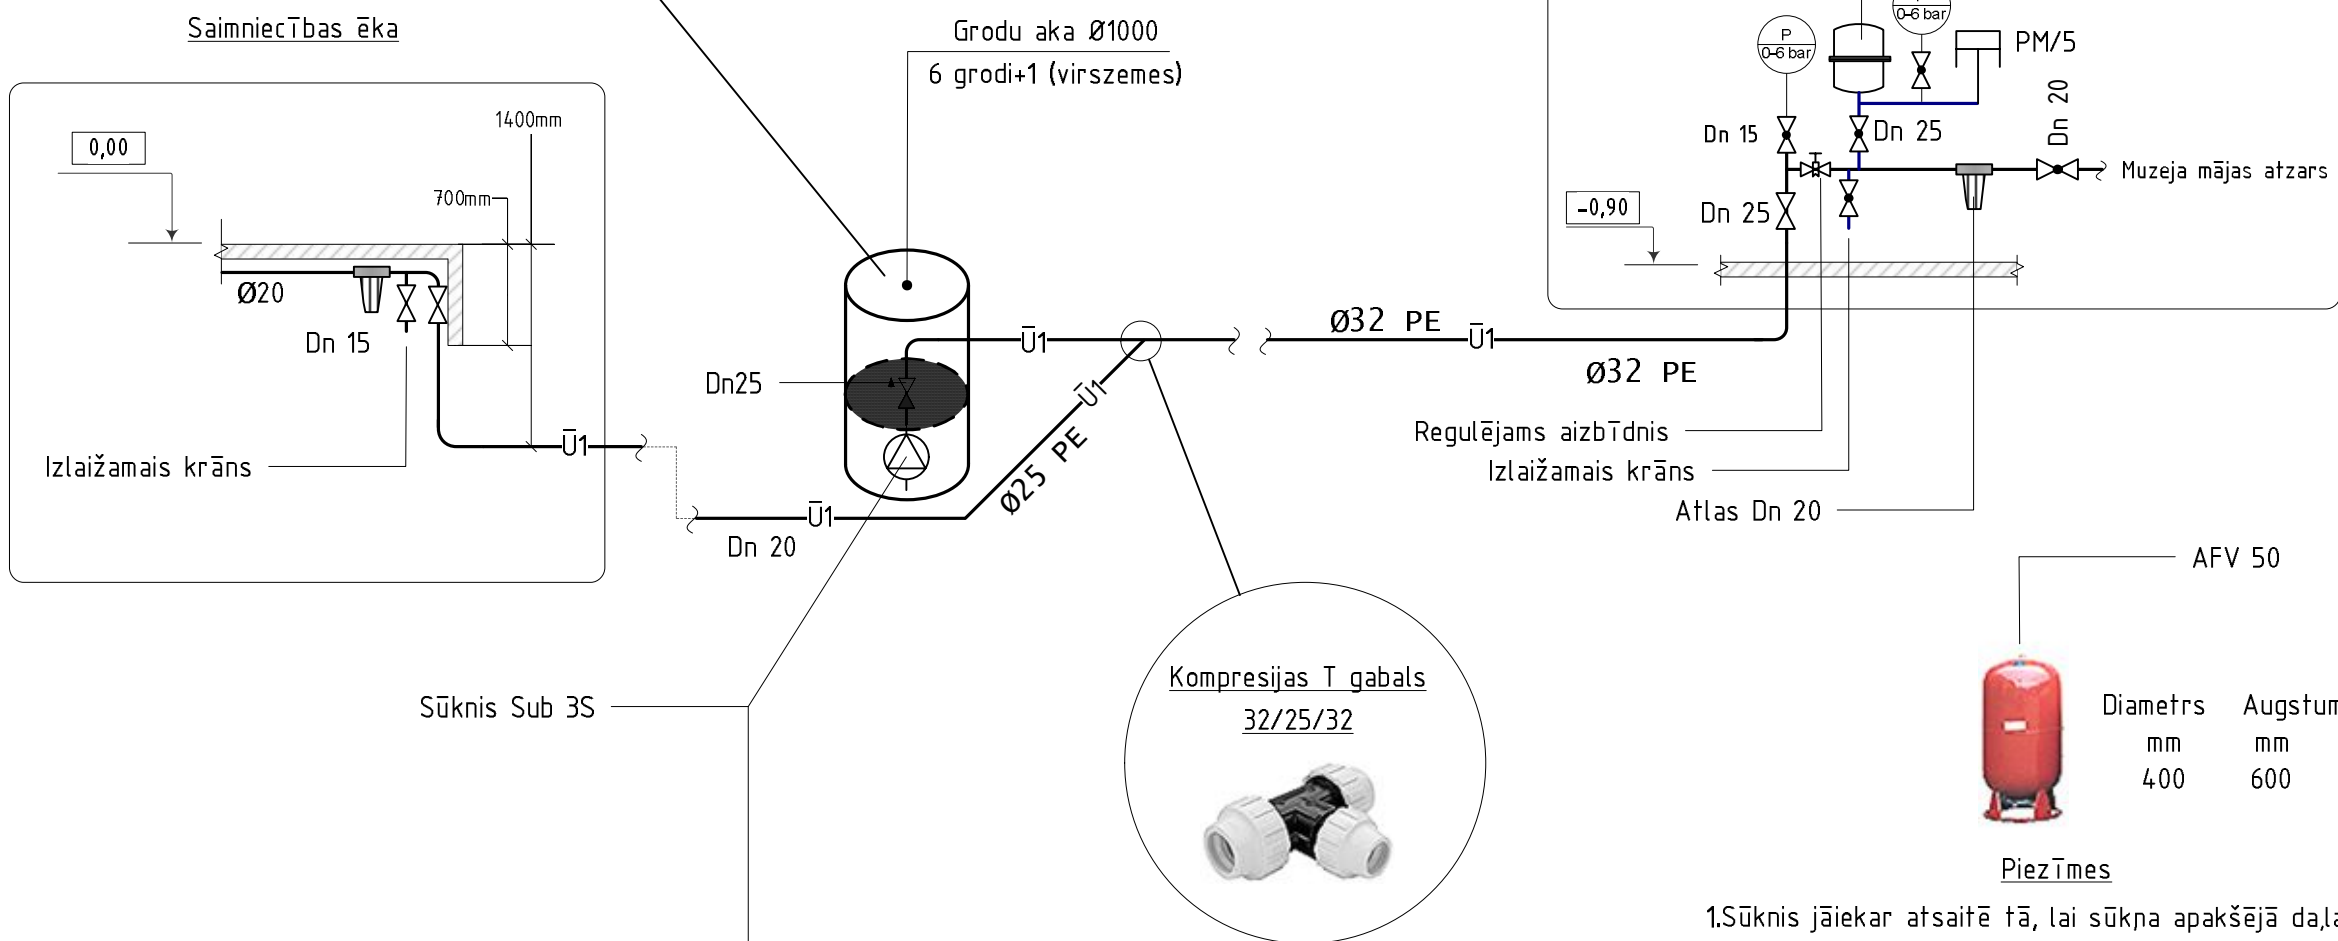 Saimniecības ēka
0,00
1400mm
700mm
Ø20
Dn 15
Izlaižamais krāns
Ū1
Grodu aka Ø1000
6 grodi+1 (virszemes)
Dn25
Ū1
Ū1
Ø25 PE
Ū1
Dn 20
Sūknis Sub 3S
Kompresijas T gabals
32/25/32
Ø32 PE
Ū1
Ø32 PE
P
0-6 bar
0-6 bar
PM/5
Dn 15
Dn 25
Dn 20
Muzeja mājas atzars
Dn 25
-0,90
Regulējams aizbīdnis
Izlaižamais krāns
Atlas Dn 20
AFV 50
Diametrs Augstum
mm mm
400 600
Piezīmes
1.Sūknis jāiekar atsaitē tā, lai sūkņa apakšējā da,ļa